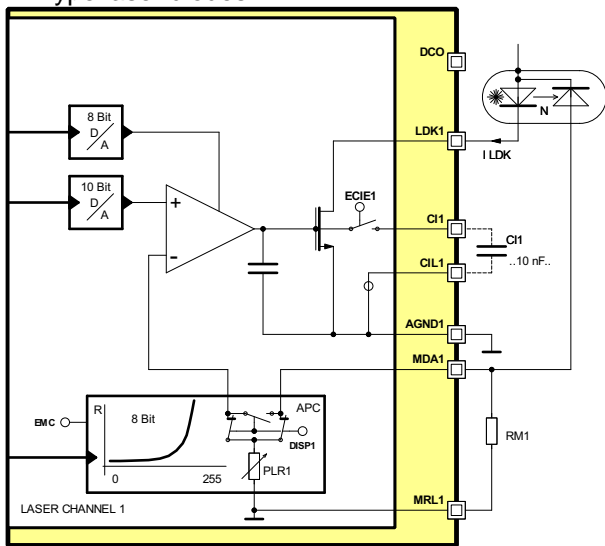 DCO
8 Bit
D
A
LDK1
N
I LDK
10 Bit
D
A
ECIE1
+
-
CI1
CI1
..10 nF..
CIL1
AGND1
MDA1
R
8 Bit
APC
EMC
DISP1
RM1
PLR1
0
255
LASER CHANNEL 1
MRL1